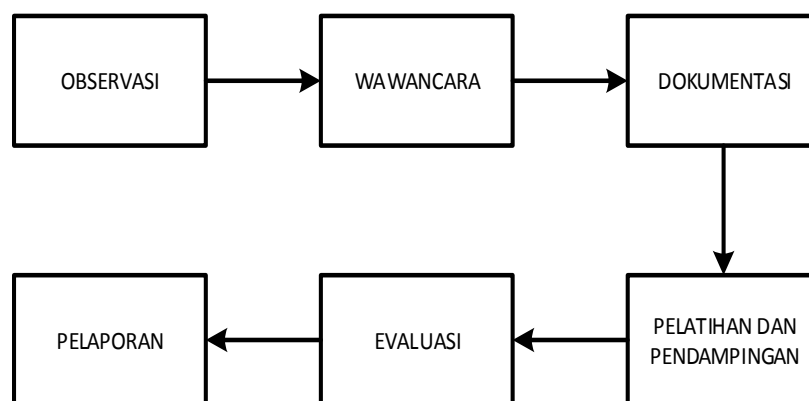 OBSERVASI
WAWANCARA
DOKUMENTASI
PELATIHAN DAN
PENDAMPINGAN
EVALUASI
PELAPORAN